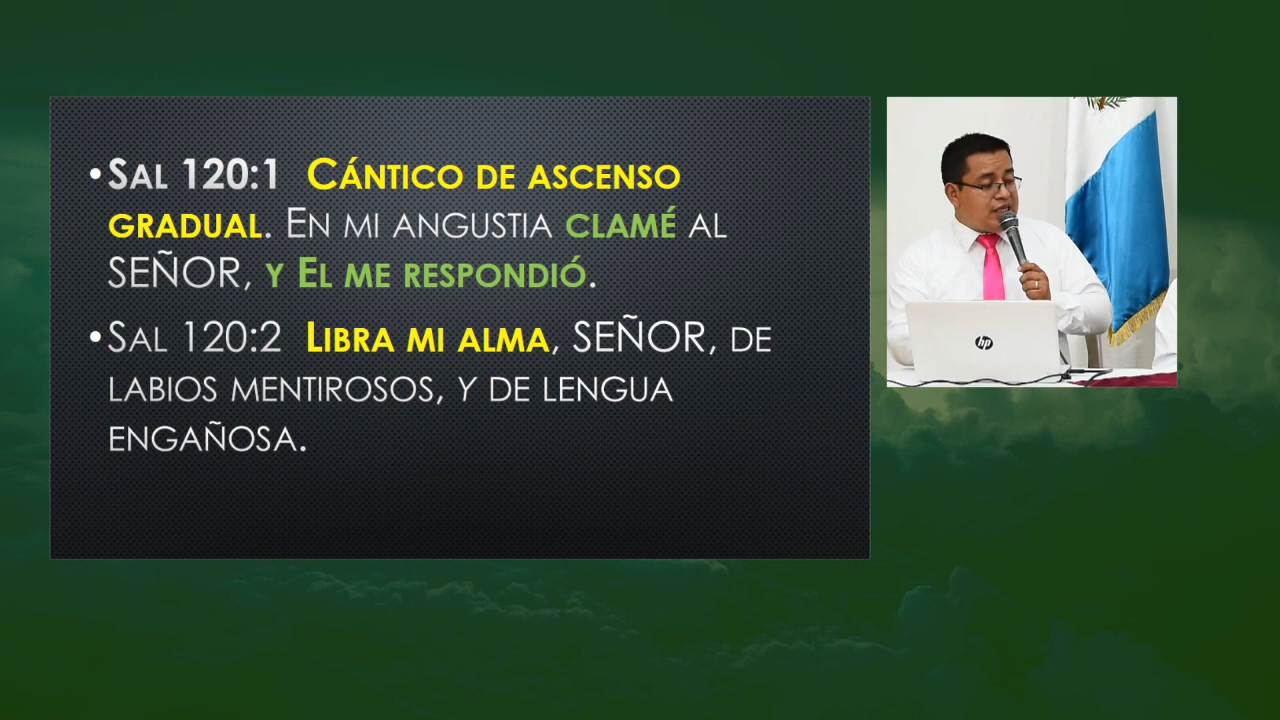 •Sal 120:1 Cántico de ascenso
gradual. En mi angustia clamé al
SEÑOR, y El me respondió.
•Sal 120:2 Libra mi alma, SEÑOR, de
labios mentirosos, y de lengua
engañosa.
hp